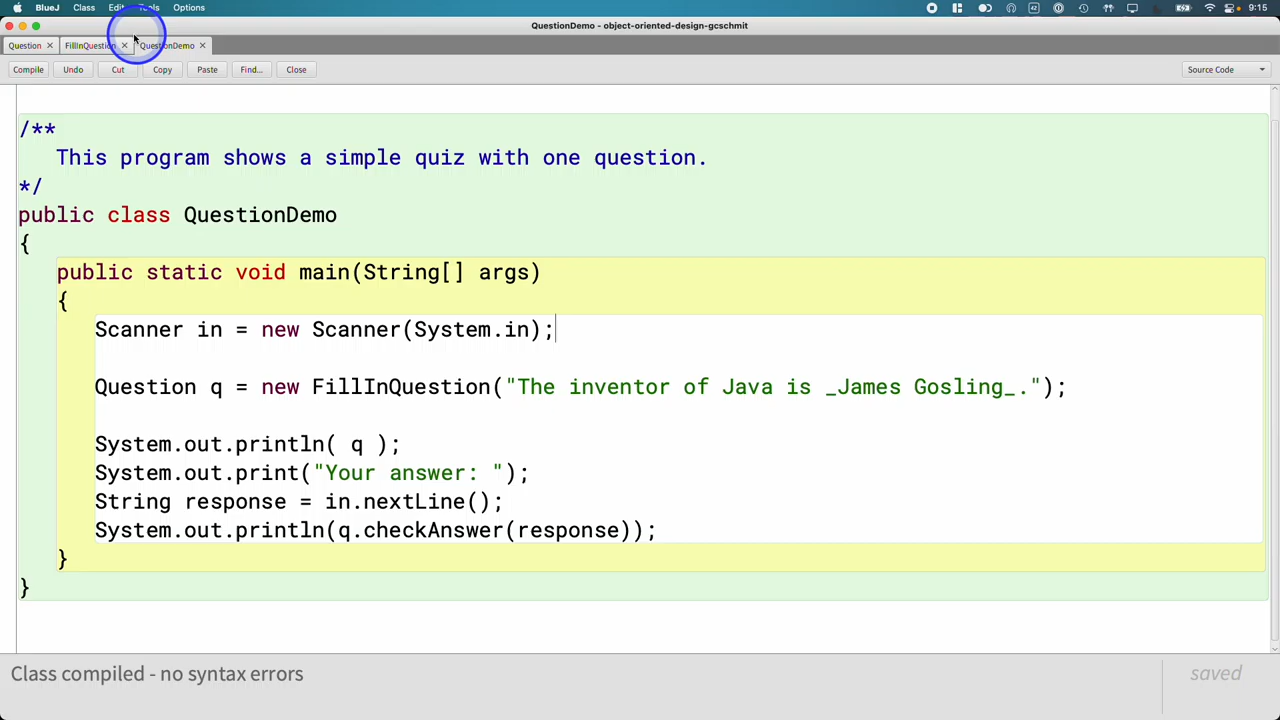 BlueJ Class Edit Tools Options 9:15
QuestionDemo - object-oriented-design-gcschmit
Question FillInQuestion QuestionDemo
Compile Undo Cut Copy Paste Find... Close Source Code
/**
This program shows a simple quiz with one question.
*/
public class QuestionDemo
{
public static void main(String[] args)
{
Scanner in = new Scanner(System.in);
Question q = new FillInQuestion("The inventor of Java is _James Gosling_.");
System.out.println( q );
System.out.print("Your answer: ");
String response = in.nextLine();
System.out.println(q.checkAnswer(response));
}
}
Class compiled - no syntax errors
saved